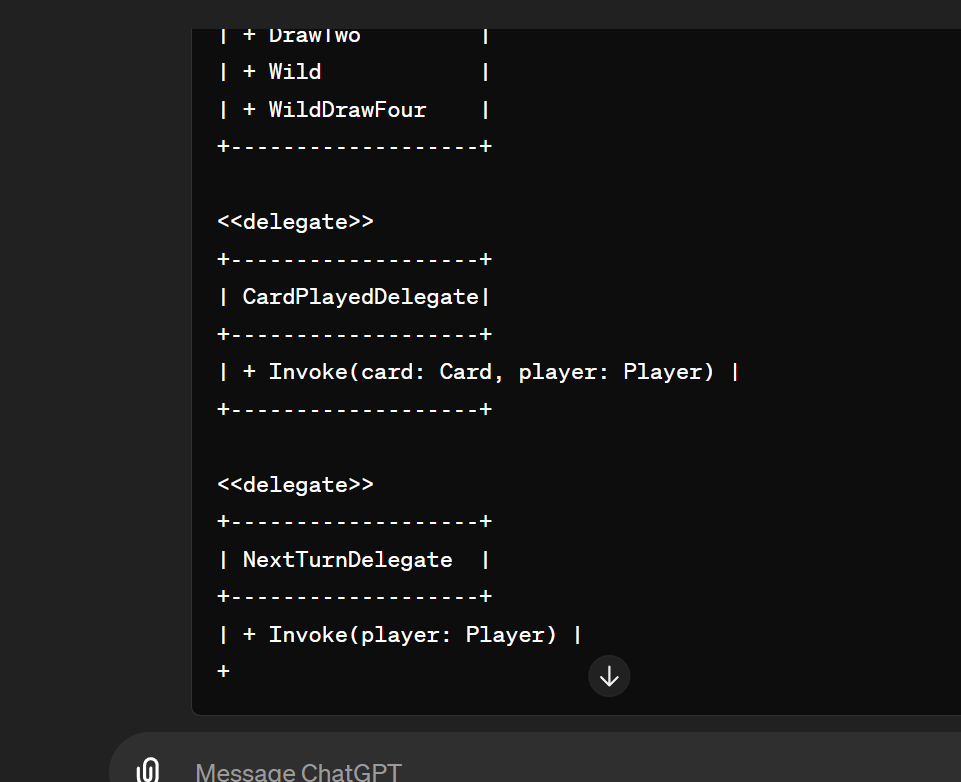 | + DrawTwo         |
| + Wild            |
| + WildDrawFour    |
+-------------------+
<<delegate>>
+-------------------+
| CardPlayedDelegate|
+-------------------+
| + Invoke(card: Card, player: Player) |
+-------------------+
<<delegate>>
+-------------------+
| NextTurnDelegate  |
+-------------------+
| + Invoke(player: Player) |
+
Message ChatGPT